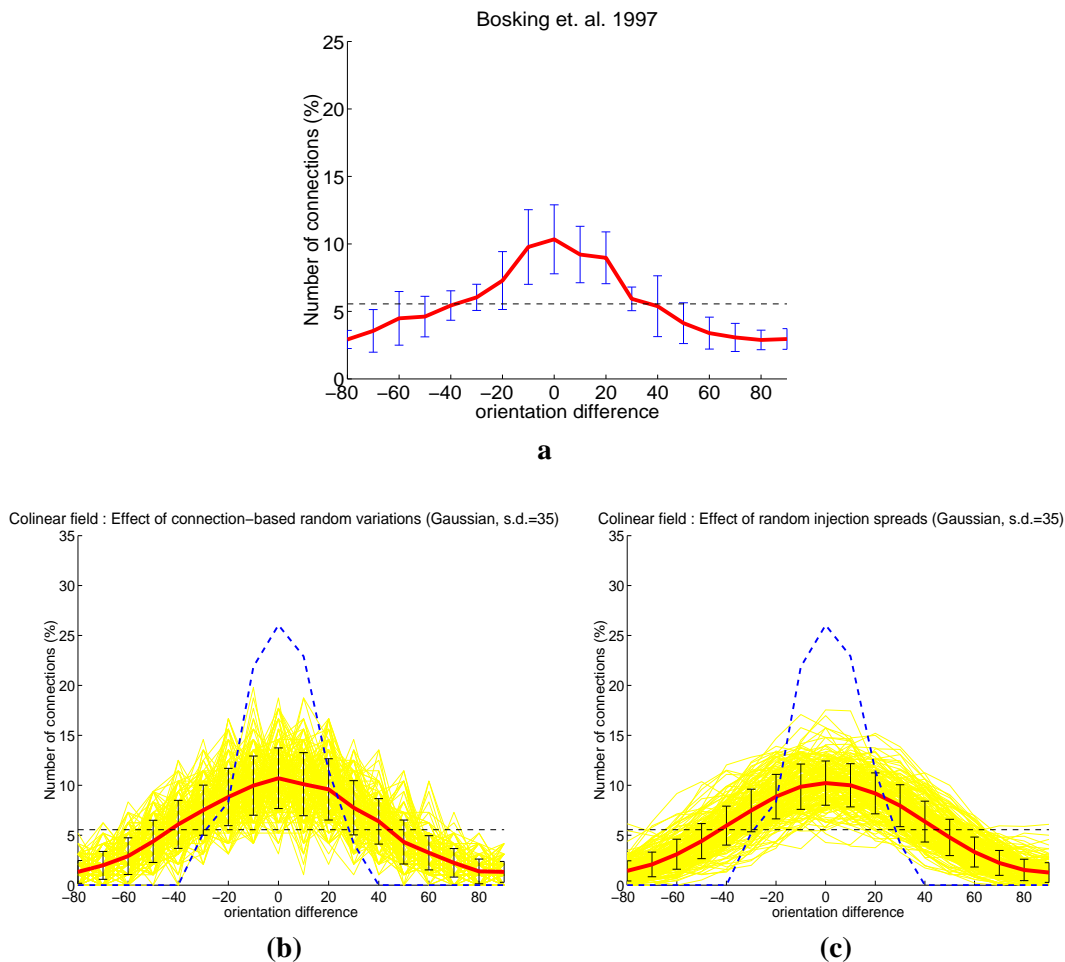 Bosking et. al. 1997
25
20
15
10
5
0
Number of connections (%)
−80 −60 −40 −20 0 20 40 60 80
orientation difference
a
Colinear field : Effect of connection−based random variations (Gaussian, s.d.=35)
35
30
25
20
15
10
5
0
Number of connections (%)
−80 −60 −40 −20 0 20 40 60 80
orientation difference
(b)
Colinear field : Effect of random injection spreads (Gaussian, s.d.=35)
35
30
25
20
15
10
5
0
Number of connections (%)
−80 −60 −40 −20 0 20 40 60 80
orientation difference
(c)